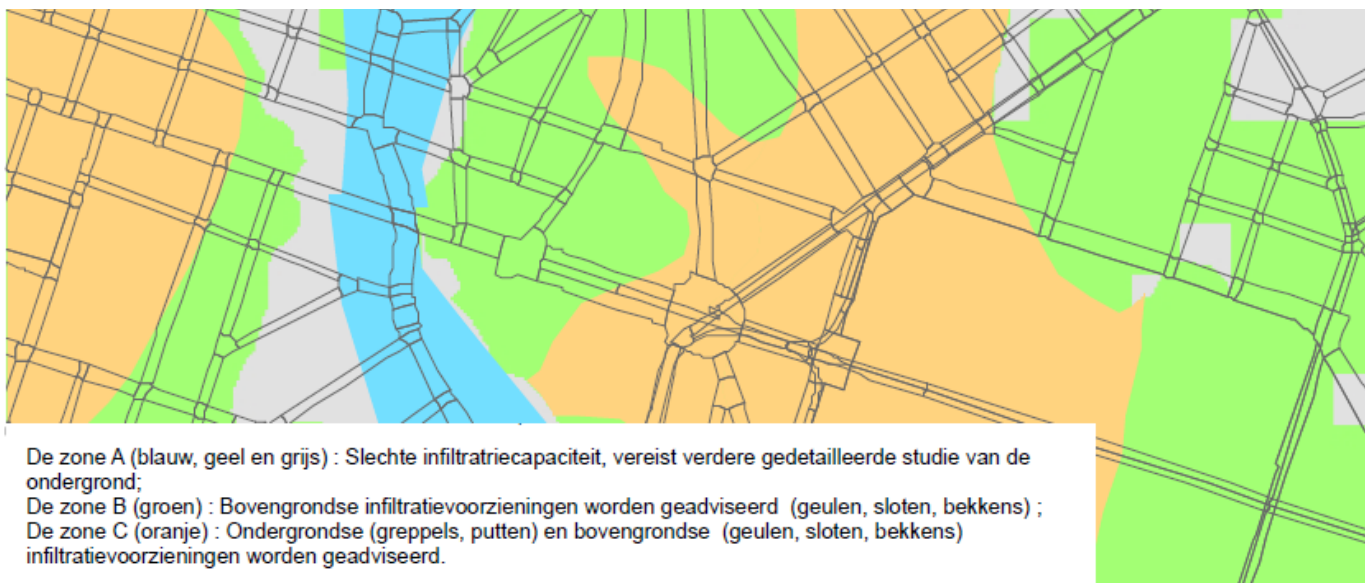 De zone A (blauw, geel en grijs) : Slechte infiltratriecapaciteit, vereist verdere gedetailleerde studie van de
ondergrond;
De zone B (groen) : Bovengrondse infiltratievoorzieningen worden geadviseerd  (geulen, sloten, bekkens) ;
De zone C (oranje) : Ondergrondse (greppels, putten) en bovengrondse  (geulen, sloten, bekkens)
infiltratievoorzieningen worden geadviseerd.